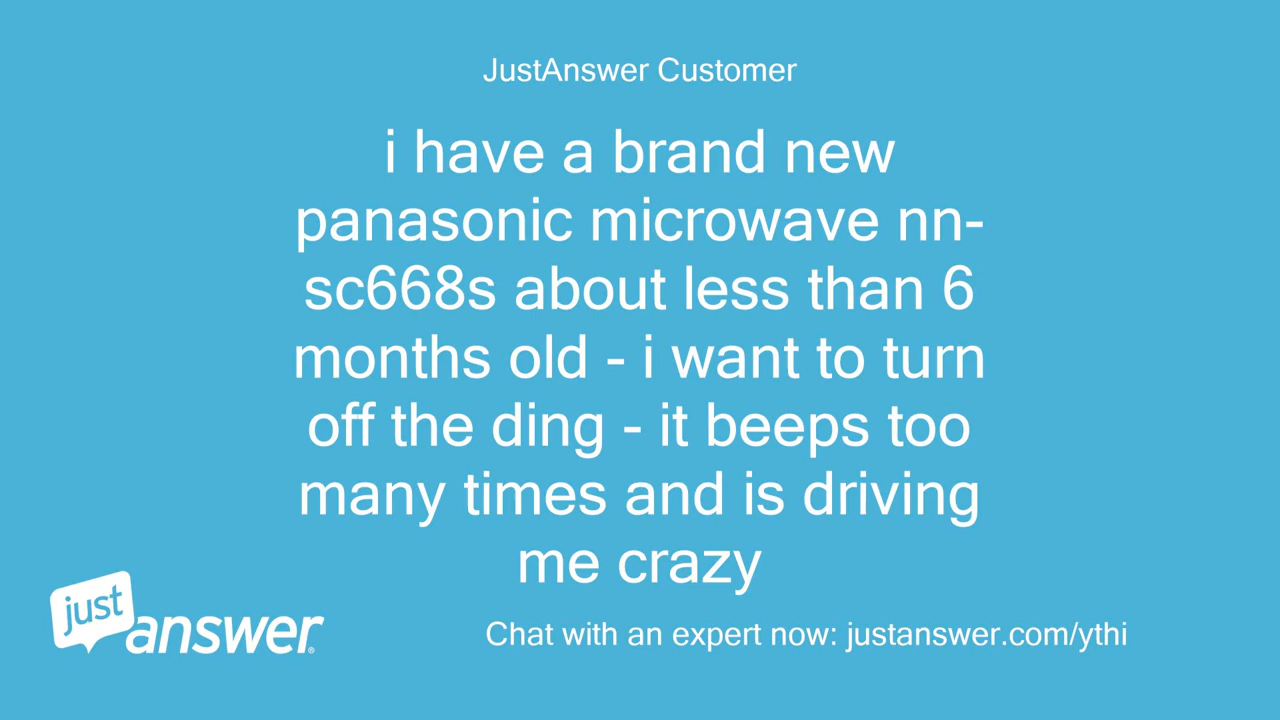 JustAnswer Customer
i have a brand new
panasonic microwave nn-
sc668s about less than 6
months old - i want to turn
off the ding - it beeps too
many times and is driving
me crazy
just
answer®
Chat with an expert now: justanswer.com/ythi